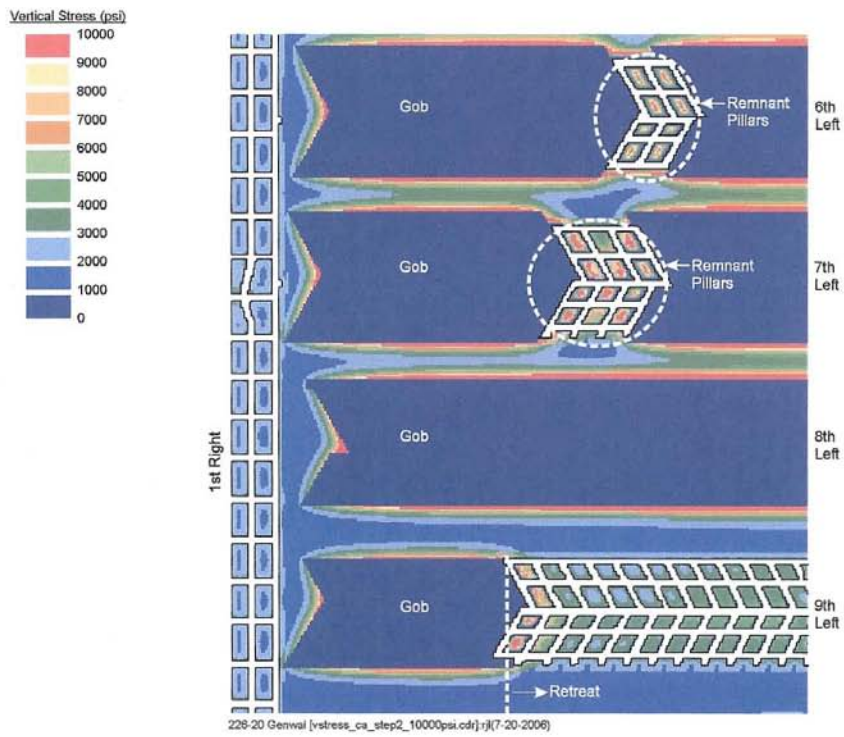 Vertical Stress (psi)
10000
9000
8000
7000
6000
5000
4000
3000
2000
1000
0
Gob
Remnant
Pillars
6th
Left
Gob
Remnant
Pillars
7th
Left
Gob
8th
Left
1st Right
Gob
9th
Left
Retreat
226-20 Genwal [vstress_ca_step2_10000psi.cdr]:rjl(7-20-2006)